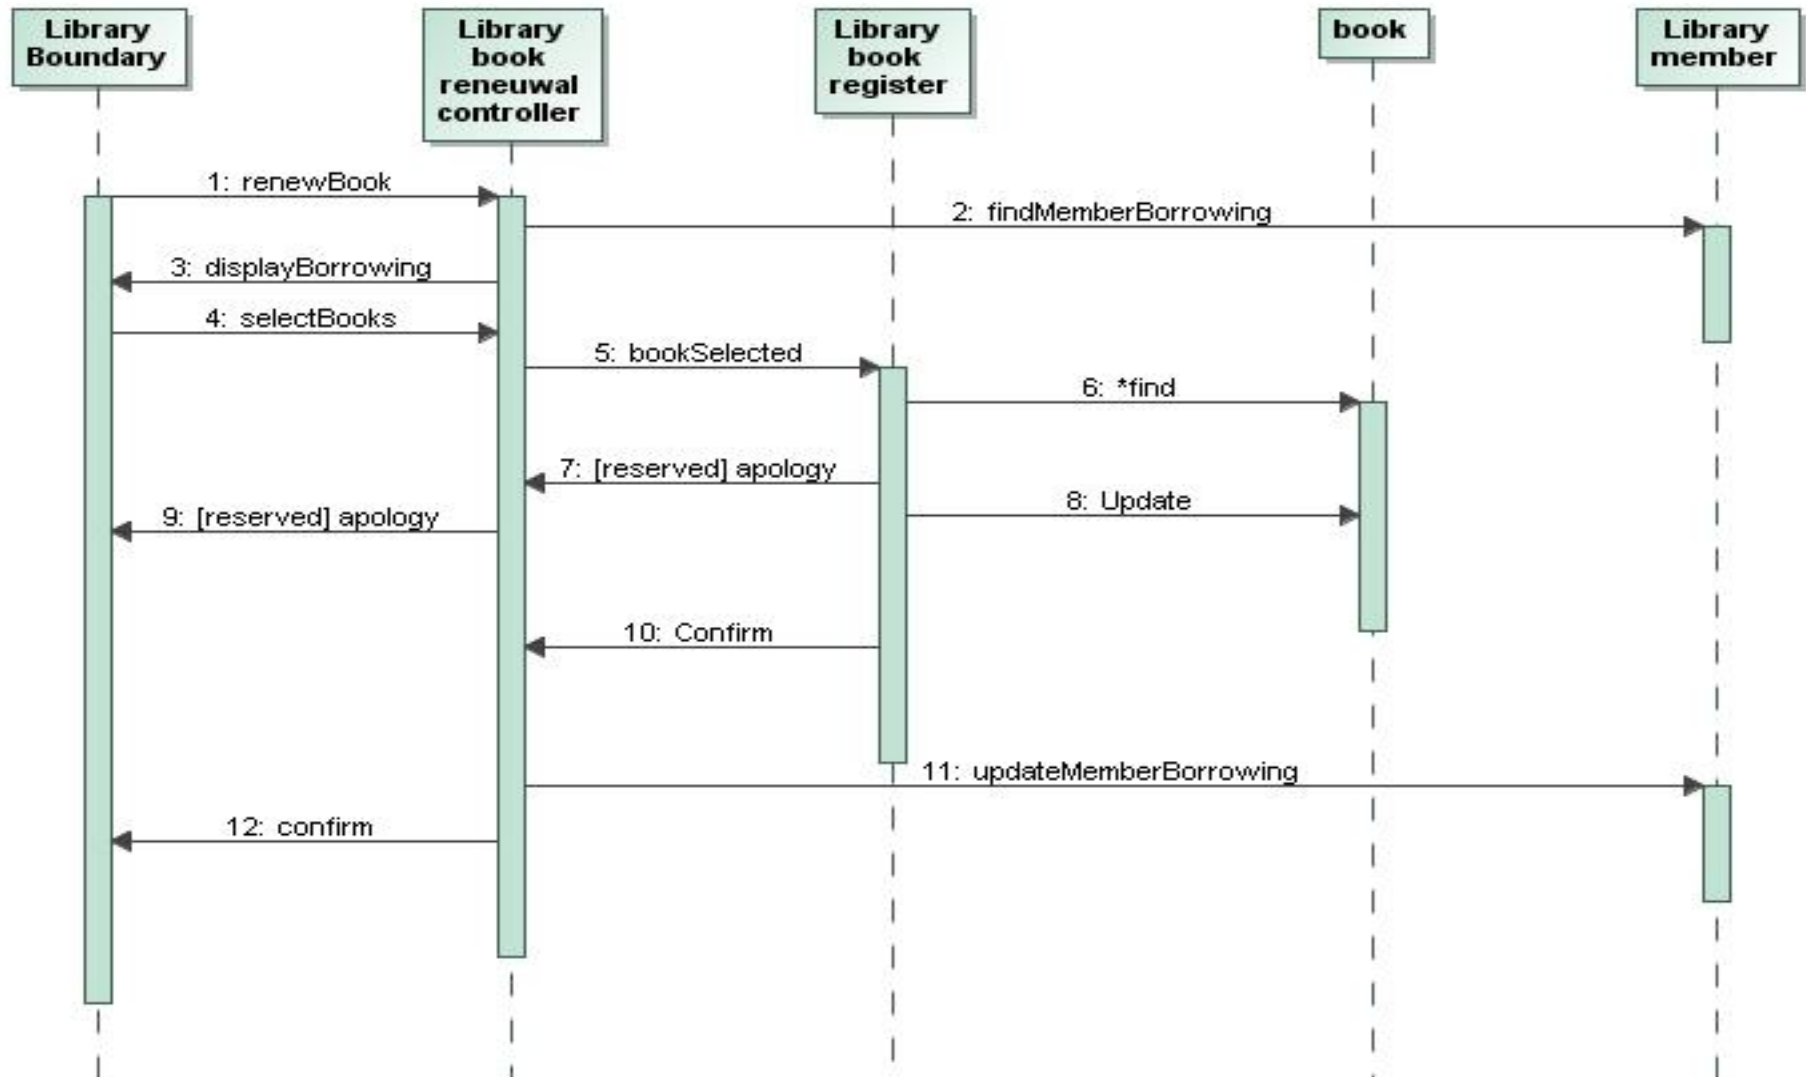 Library
Boundary
Library
book
reneuwal
controller
Library
book
register
book
Library
member
1: renewBook
2: findMemberBorrowing
3: displayBorrowing
4: selectBooks
5: bookSelected
6: *find
7: [reserved] apology
8: Update
9: [reserved] apology
10: Confirm
11: updateMemberBorrowing
12: confirm